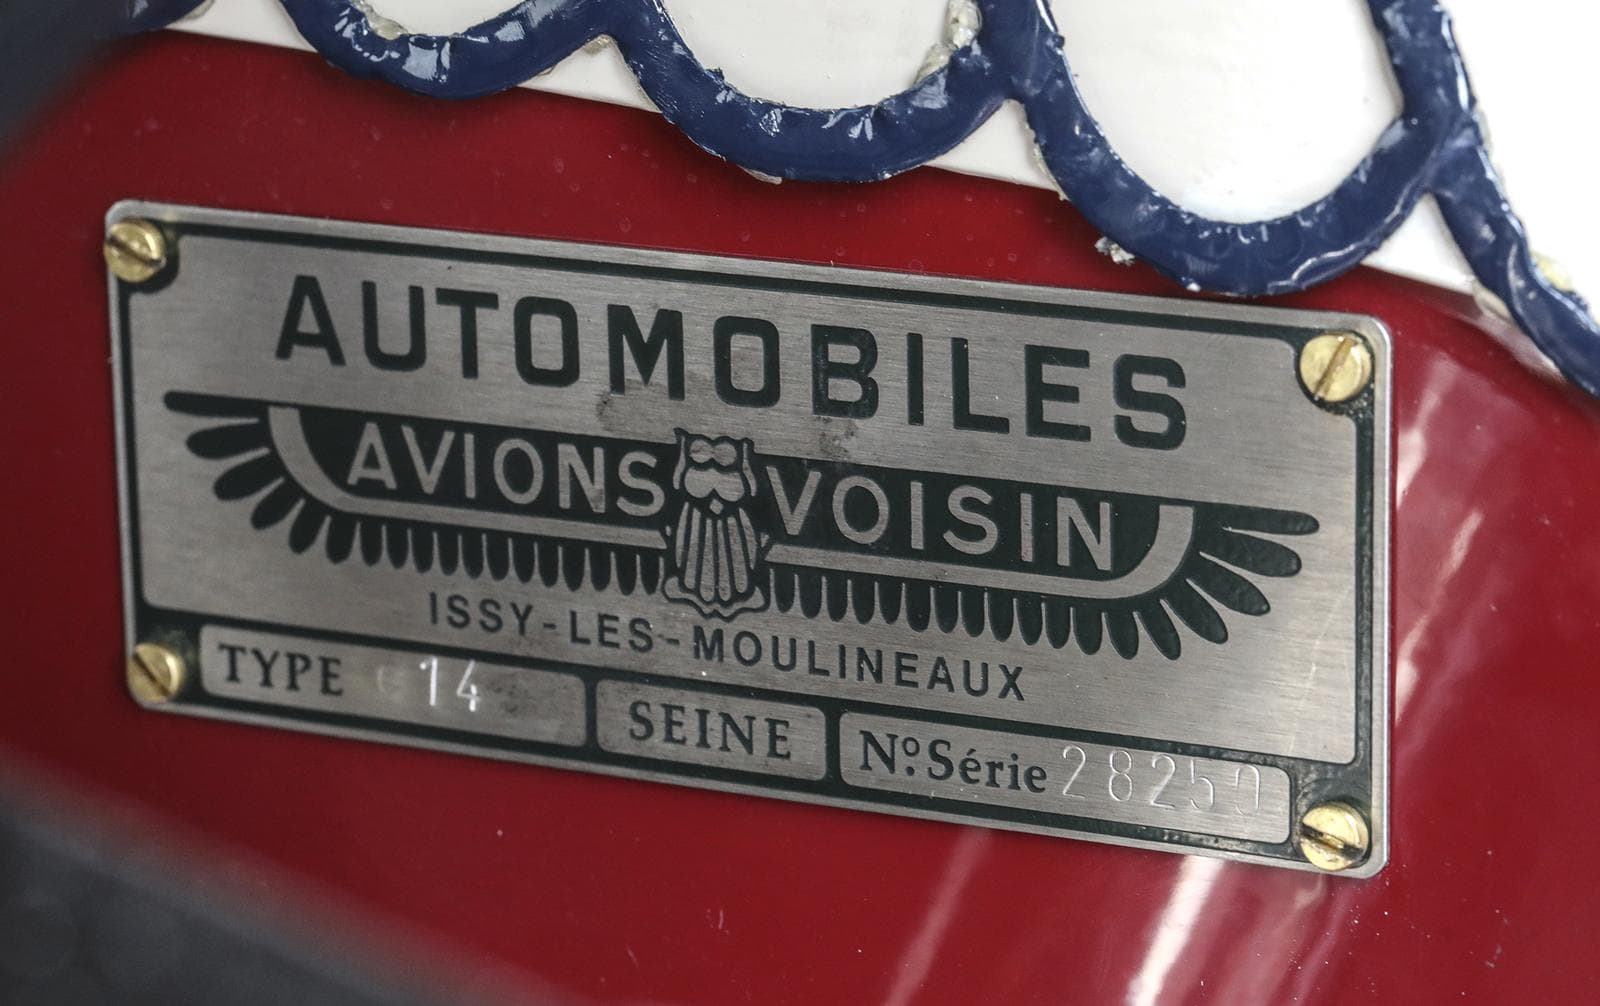 AUTOMOBILES
AVIONS VOISIN
ISSY-LES-MOULINEAUX
TYPE 14 SEINE Nº. Série 28250